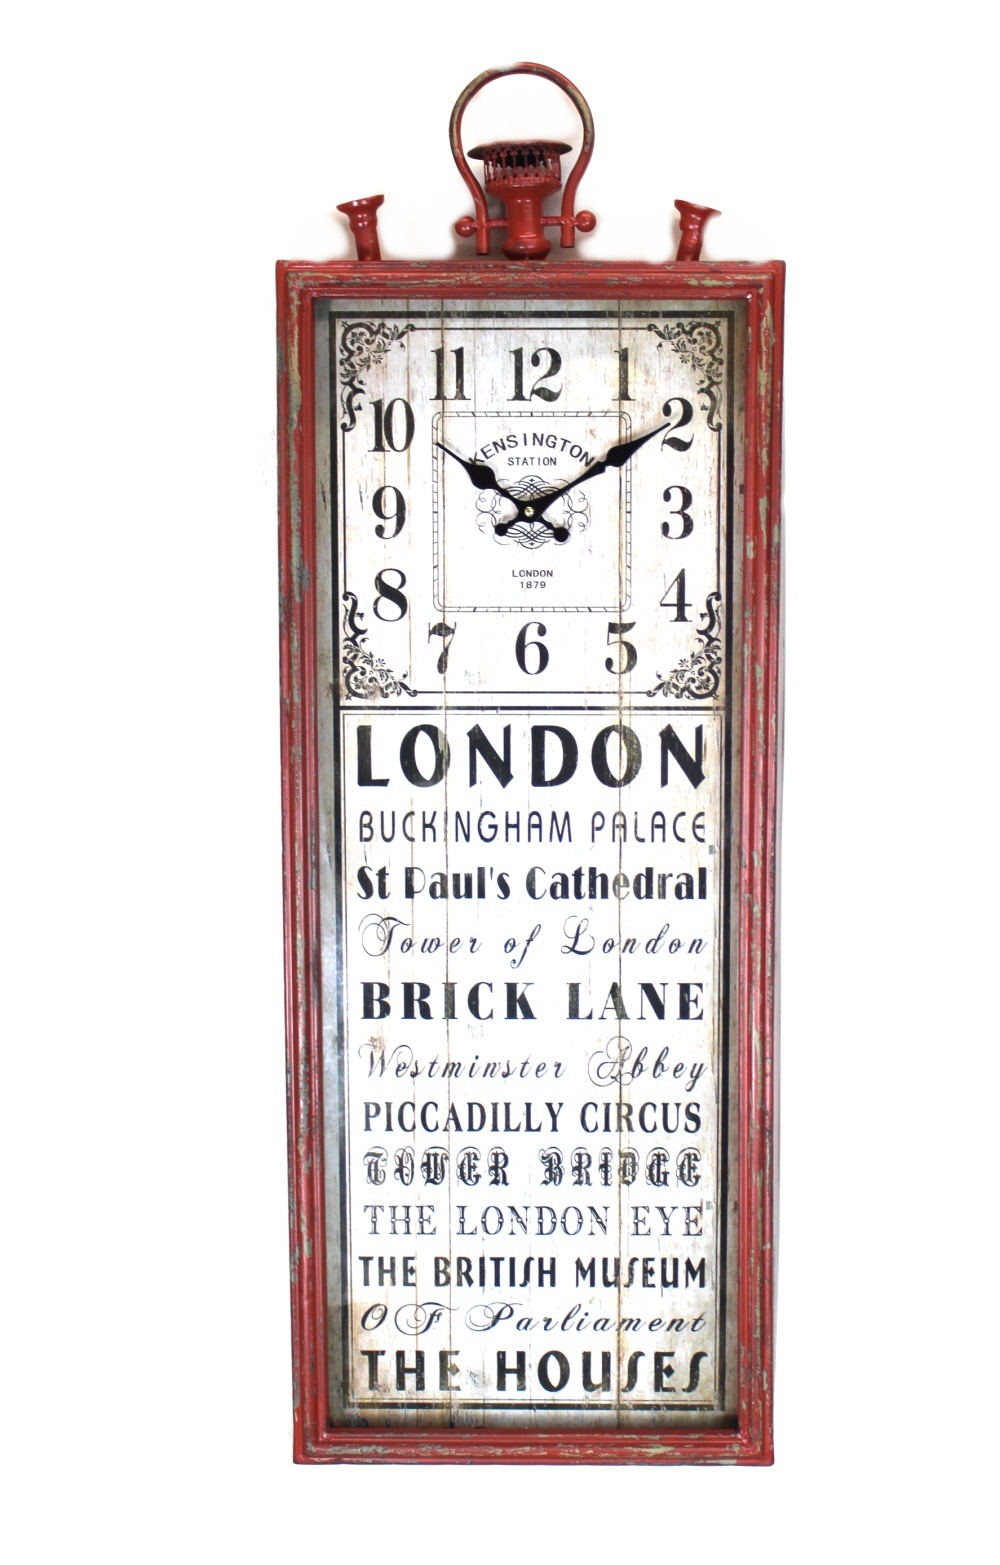 11 12 1
10 2
KENSINGTON
STATION
9 3
LONDON
1879
8 4
7 6 5
LONDON
BUCKINGHAM PALACE
St Paul's Cathedral
Tower of London
BRICK LANE
Westminster Abbey
PICCADILLY CIRCUS
TOWER BRIDGE
THE LONDON EYE
THE BRITISH MUSEUM
OF Parliament
THE HOUSES